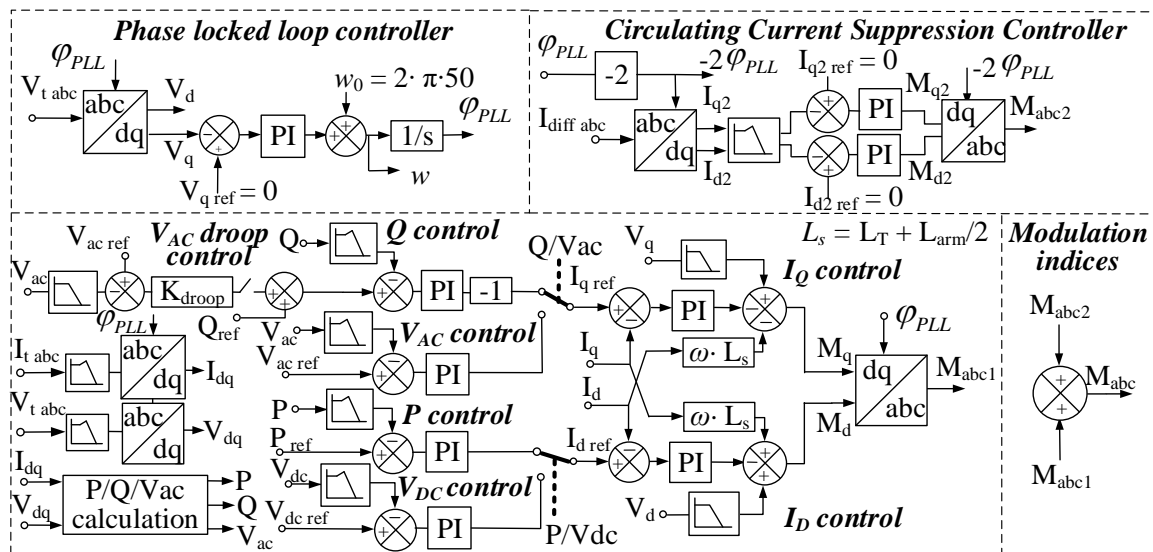 Phase locked loop controller
φPLL
Vt abc
abc
dq
Vd
Vq
Vq ref = 0
PI
w0 = 2· π·50
1/s
φPLL
w
Circulating Current Suppression Controller
φPLL
-2
-2φPLL
Idiff abc
abc
dq
Iq2
Id2
Iq2 ref = 0
PI
Mq2
PI
Md2
Id2 ref = 0
-2φPLL
dq
abc
Mabc2
Vac ref
VAC droop
control
Vac
Kdroop
Qref
Q
Q control
PI
-1
Q/Vac
Iq ref
Vac
VAC control
Vac ref
PI
P
P control
Pref
PI
Id ref
Vdc
VDC control
Vdc ref
PI
P/Vdc
φPLL
It abc
abc
dq
Idq
Vt abc
abc
dq
Vdq
Idq
Vdq
P/Q/Vac
calculation
P
Q
Vac
Ls = LT + Larm/2
Vq
IQ control
PI
Iq
ω· Ls
Id
ω· Ls
PI
Vd
ID control
Mq
Md
φPLL
dq
abc
Mabc1
Modulation
indices
Mabc2
Mabc
Mabc1